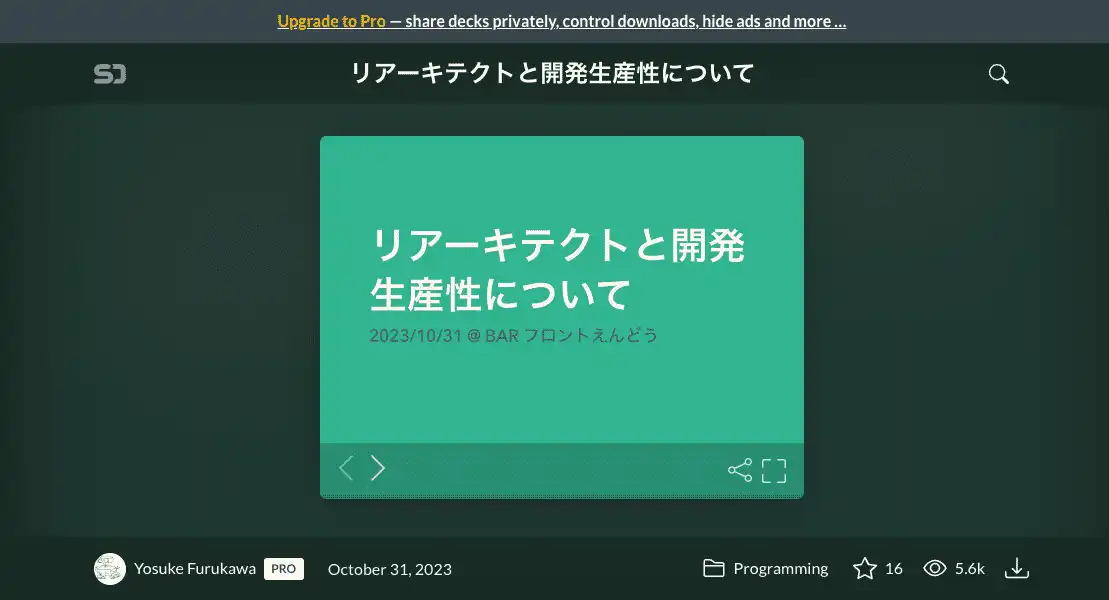 Upgrade to Pro — share decks privately, control downloads, hide ads and more …
SD
リアーキテクトと開発生産性について
リアーキテクトと開発
生産性について
2023/10/31 @ BAR フロントえんどう
Yosuke Furukawa PRO October 31, 2023 Programming 16 5.6k